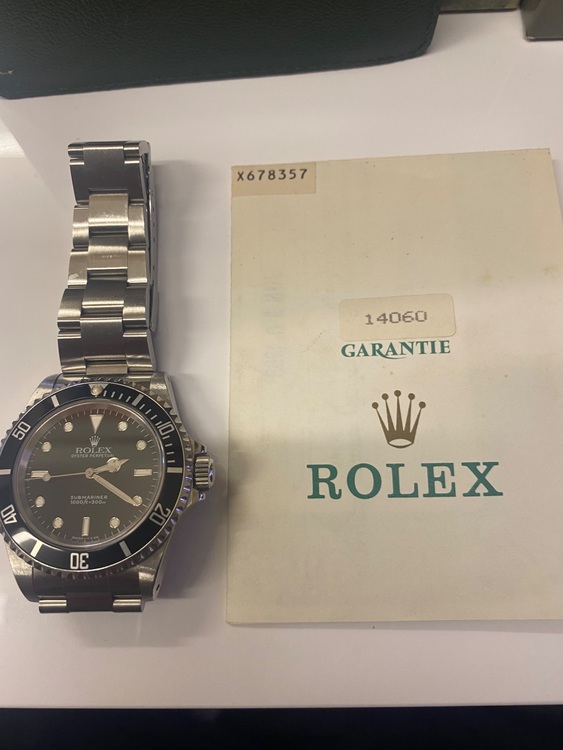 X678357
14060
GARANTIE
ROLEX
50
10
40
20
30
ROLEX
OYSTER PERPETUAL
SUBMARINER
1000ft=300m